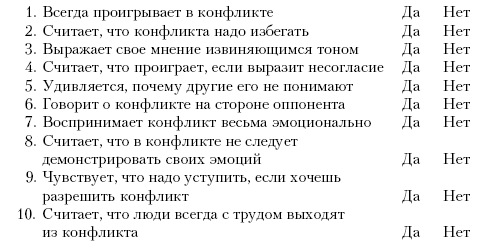 1. Всегда проигрывает в конфликте Да Нет
2. Считает, что конфликта надо избегать Да Нет
3. Выражает свое мнение извиняющимся тоном Да Нет
4. Считает, что проиграет, если выразит несогласие Да Нет
5. Удивляется, почему другие его не понимают Да Нет
6. Говорит о конфликте на стороне оппонента Да Нет
7. Воспринимает конфликт весьма эмоционально Да Нет
8. Считает, что в конфликте не следует
демонстрировать своих эмоций Да Нет
9. Чувствует, что надо уступить, если хочешь
разрешить конфликт Да Нет
10. Считает, что люди всегда с трудом выходят
из конфликта Да Нет